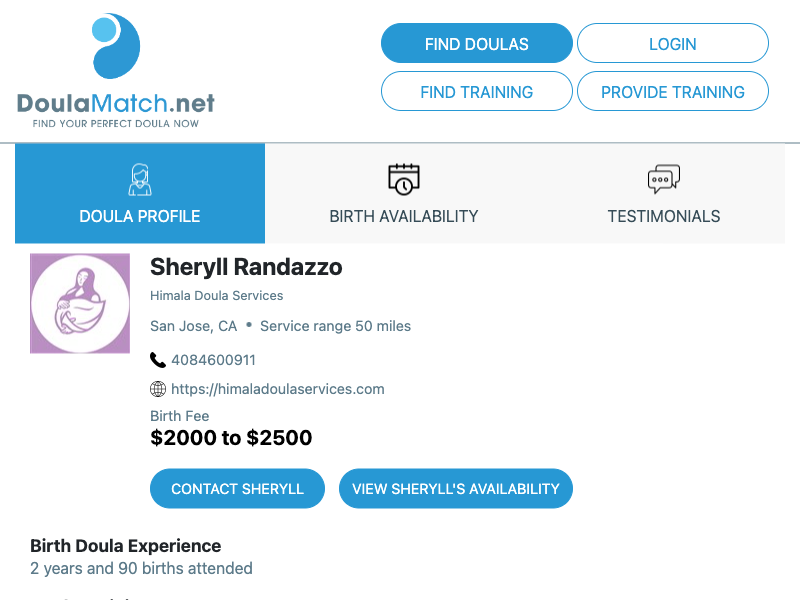 DoulaMatch.net
FIND YOUR PERFECT DOULA NOW
FIND DOULAS
LOGIN
FIND TRAINING
PROVIDE TRAINING
DOULA PROFILE
BIRTH AVAILABILITY
TESTIMONIALS
Sheryll Randazzo
Himala Doula Services
San Jose, CA • Service range 50 miles
4084600911
https://himaladoulaservices.com
Birth Fee
$2000 to $2500
CONTACT SHERYLL
VIEW SHERYLL'S AVAILABILITY
Birth Doula Experience
2 years and 90 births attended